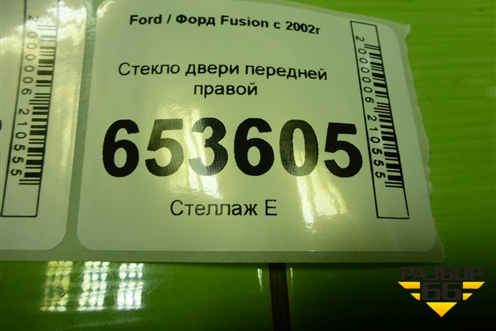 Ford / Форд Fusion с 2002г
Стекло двери передней
правой
653605
Стеллаж Е
2000006210555
2000006210555
РАЗБОР
66